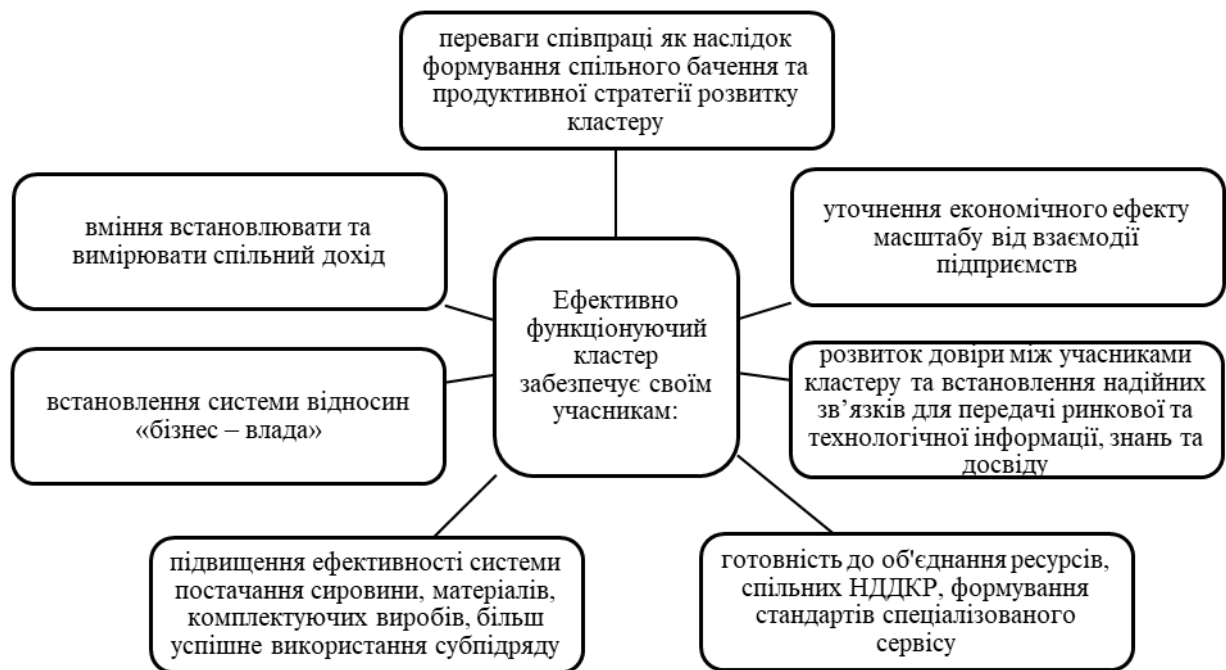 переваги співпраці як наслідок
формування спільного бачення та
продуктивної стратегії розвитку
кластеру
вміння встановлювати та
вимірювати спільний дохід
уточнення економічного ефекту
масштабу від взаємодії
підприємств
Ефективно
функціонуючий
кластер
забезпечує своїм
учасникам:
встановлення системи відносин
«бізнес – влада»
розвиток довіри між учасниками
кластеру та встановлення надійних
зв’язків для передачі ринкової та
технологічної інформації, знань та
досвіду
підвищення ефективності системи
постачання сировини, матеріалів,
комплектуючих виробів, більш
успішне використання субпідряду
готовність до об'єднання ресурсів,
спільних НДДКР, формування
стандартів спеціалізованого
сервісу